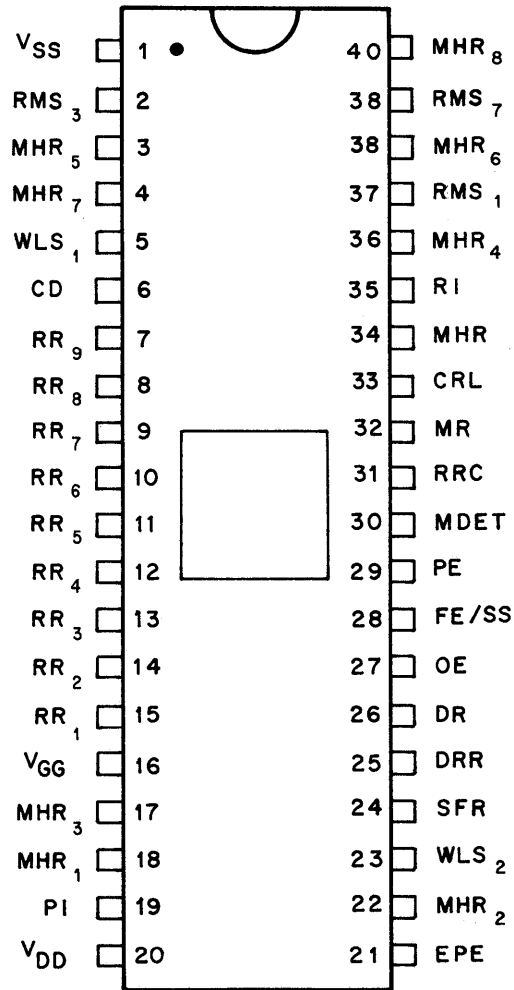 VSS 1 40 MHR8
RMS3 2 38 RMS7
MHR5 3 38 MHR6
MHR7 4 37 RMS1
WLS1 5 36 MHR4
CD 6 35 RI
RR9 7 34 MHR
RR8 8 33 CRL
RR7 9 32 MR
RR6 10 31 RRC
RR5 11 30 MDET
RR4 12 29 PE
RR3 13 28 FE/SS
RR2 14 27 OE
RR1 15 26 DR
VGG 16 25 DRR
MHR3 17 24 SFR
MHR1 18 23 WLS2
PI 19 22 MHR2
VDD 20 21 EPE